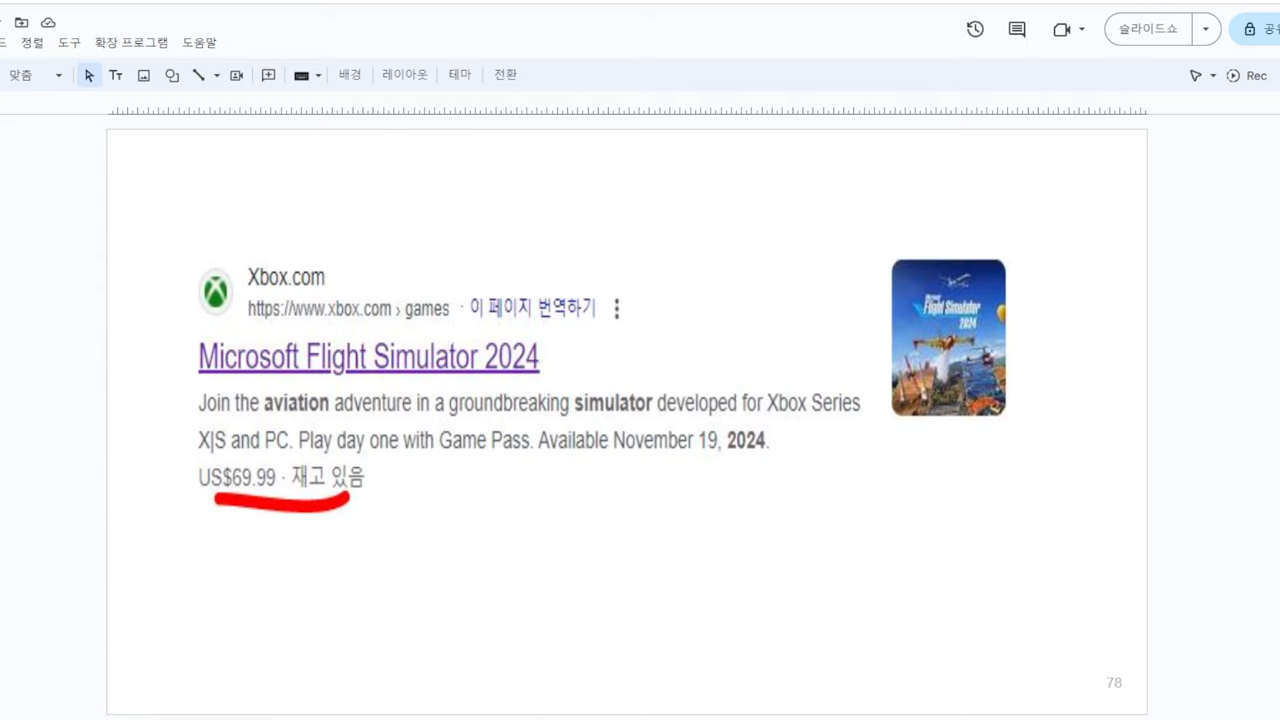 정렬 도구 확장 프로그램 도움말
슬라이드쇼
맞춤 배경 레이아웃 테마 전환 Rec
Xbox.com
https://www.xbox.com › games · 이 페이지 번역하기
Microsoft Flight Simulator 2024
Join the aviation adventure in a groundbreaking simulator developed for Xbox Series
X|S and PC. Play day one with Game Pass. Available November 19, 2024.
US$69.99 · 재고 있음
Microsoft
Flight Simulator
2024
78